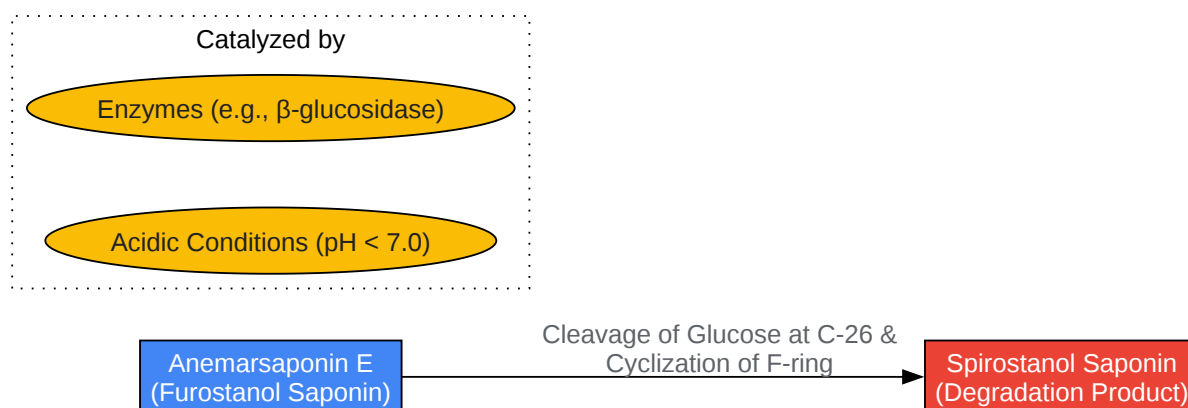 Catalyzed by
Enzymes (e.g., β-glucosidase)
Acidic Conditions (pH < 7.0)
Cleavage of Glucose at C-26 &
Cyclization of F-ring
Anemarsaponin E
(Furostanol Saponin)
Spirostanol Saponin
(Degradation Product)